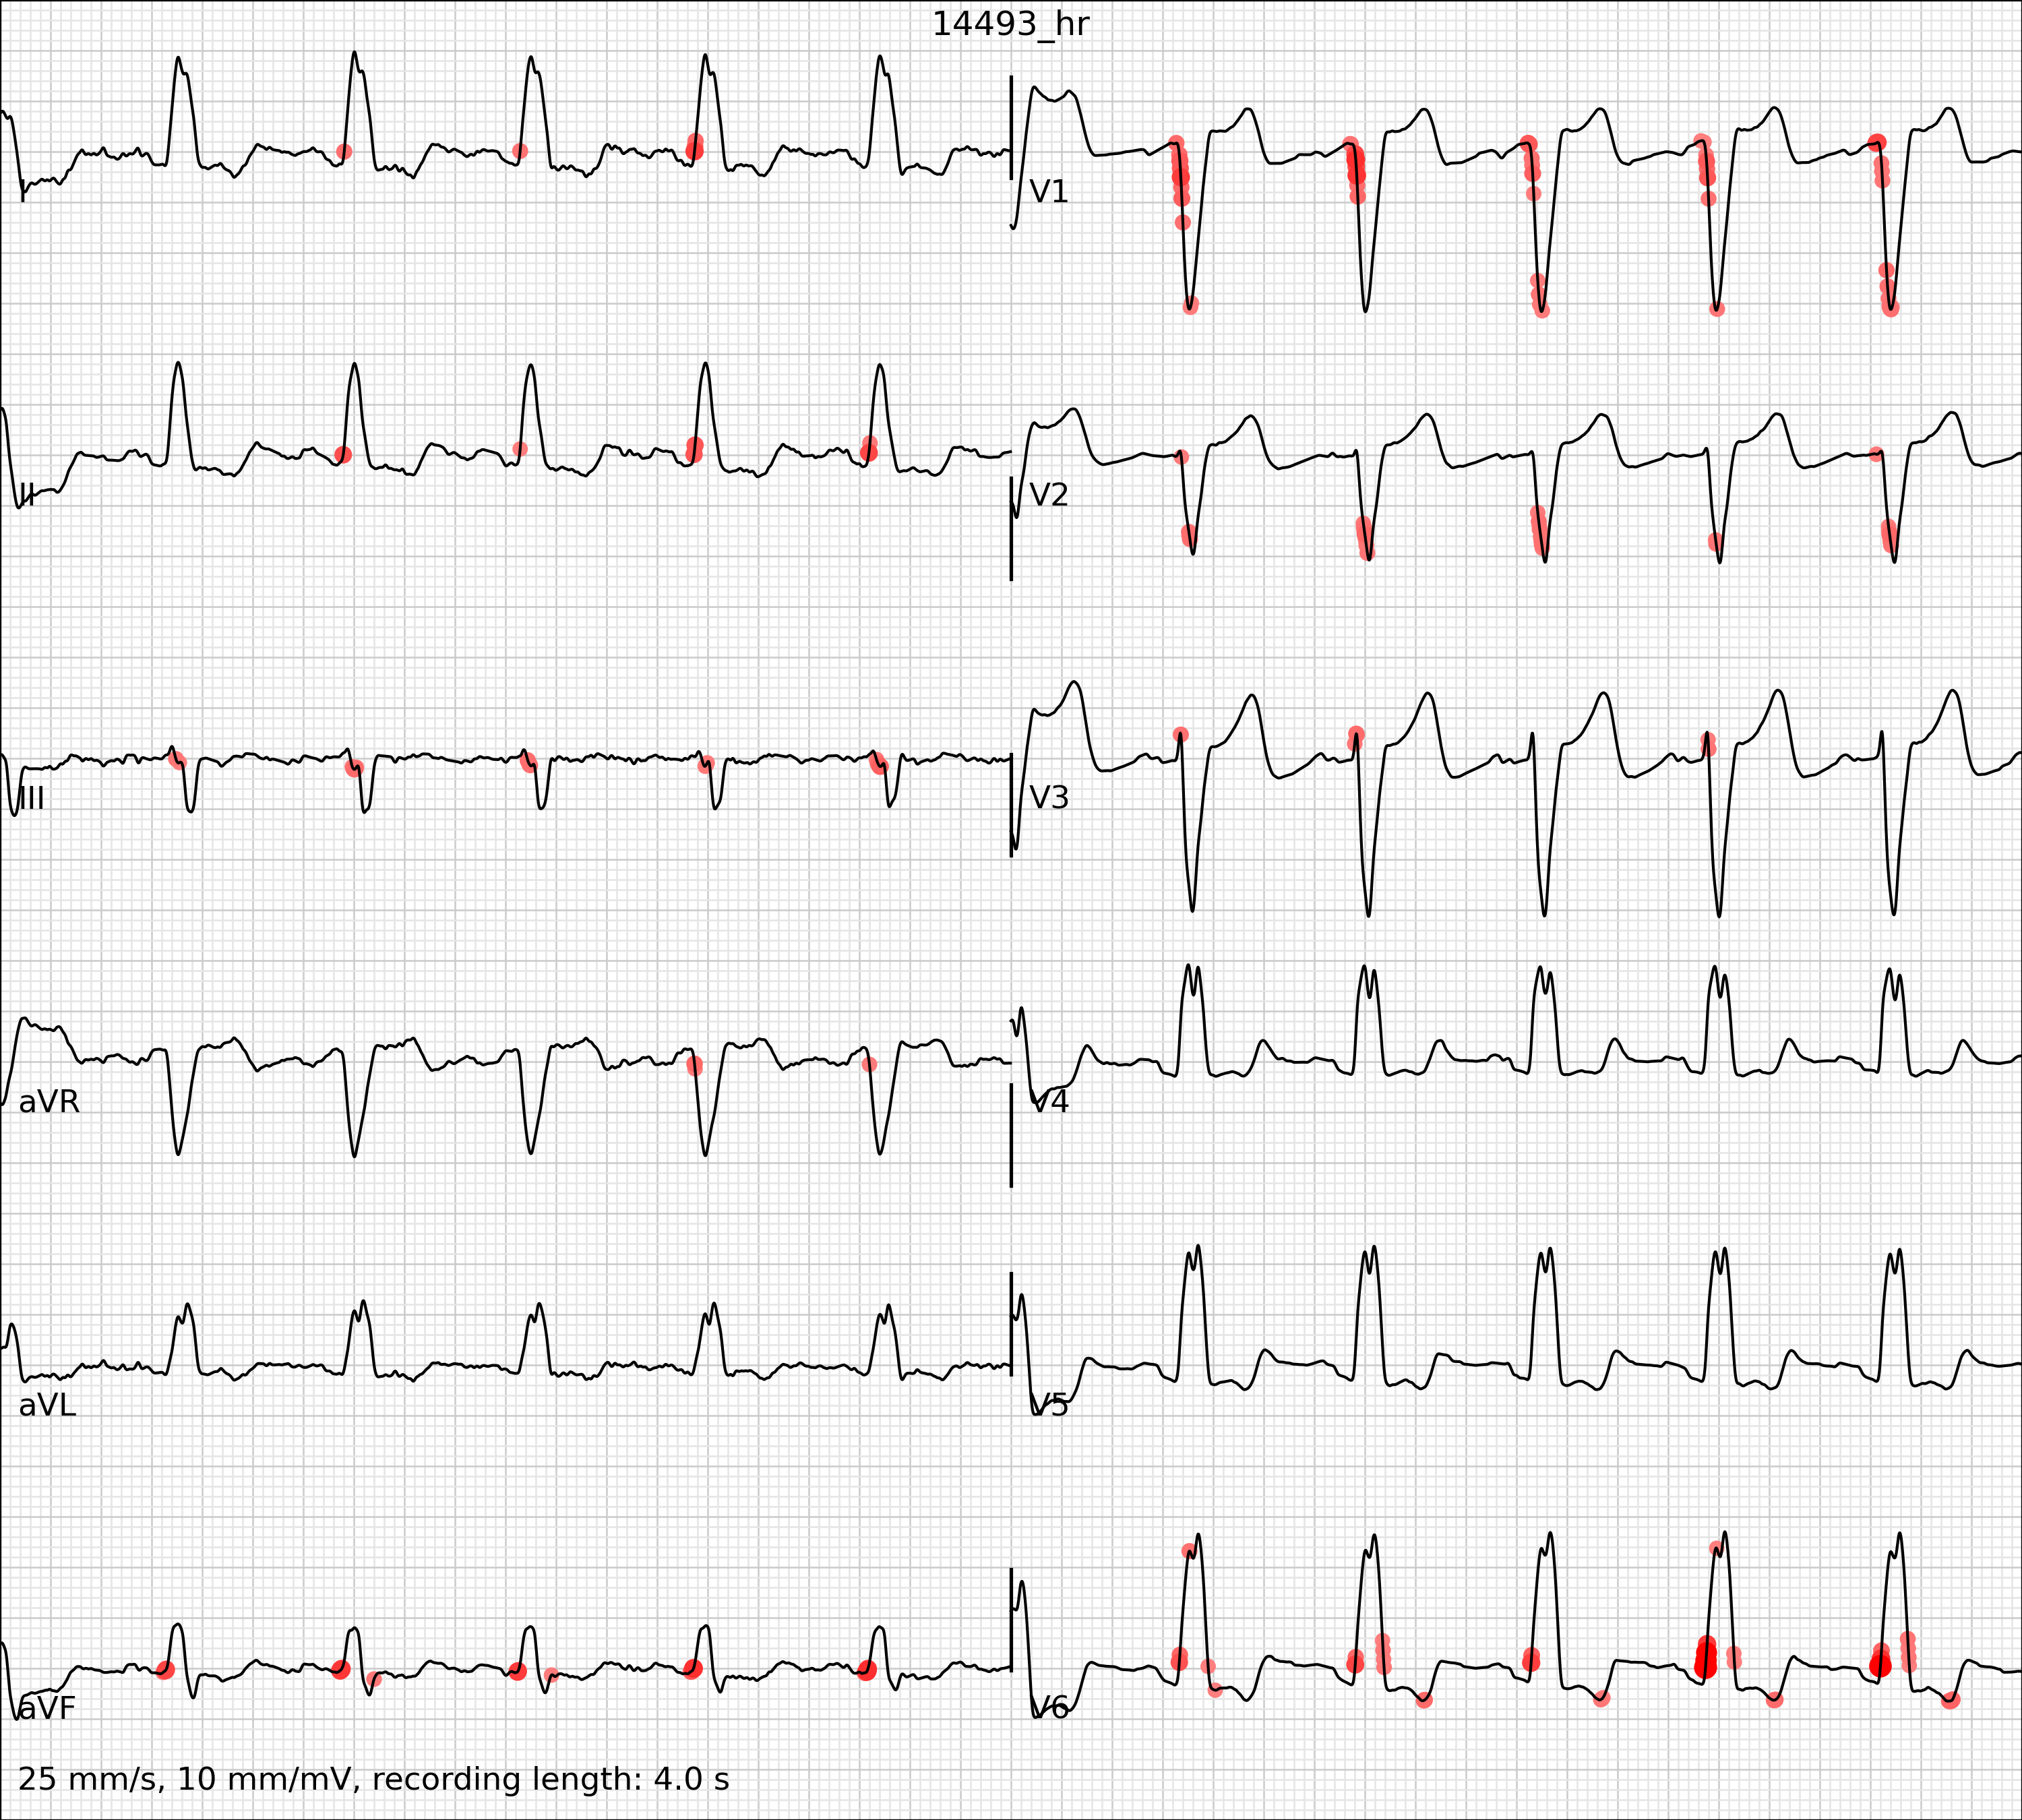 14493_hr
I
V1
II
V2
III
V3
aVR
V4
aVL
V5
aVF
V6
25 mm/s, 10 mm/mV, recording length: 4.0 s